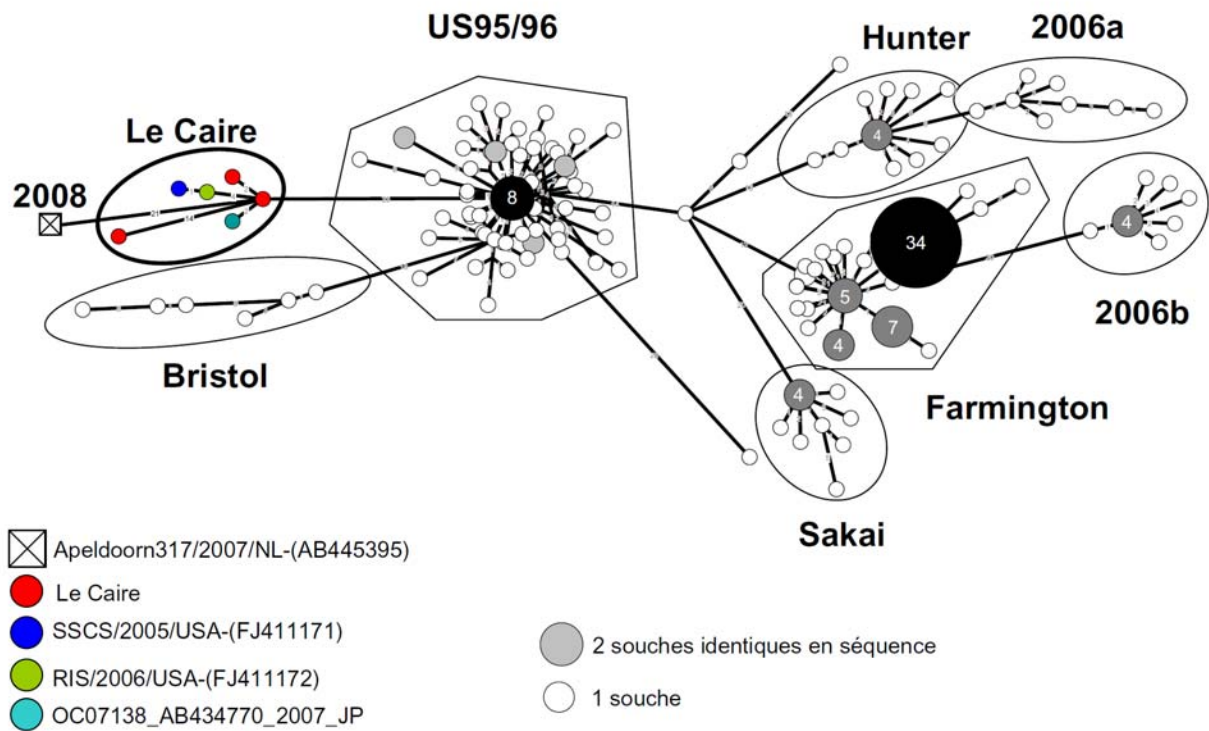 US95/96
Hunter
2006a
Le Caire
2008
8
4
34
4
5
7
4
2006b
Bristol
4
Farmington
Sakai
Apeldoorn317/2007/NL-(AB445395)
Le Caire
SSCS/2005/USA-(FJ411171)
RIS/2006/USA-(FJ411172)
OC07138_AB434770_2007_JP
2 souches identiques en séquence
1 souche